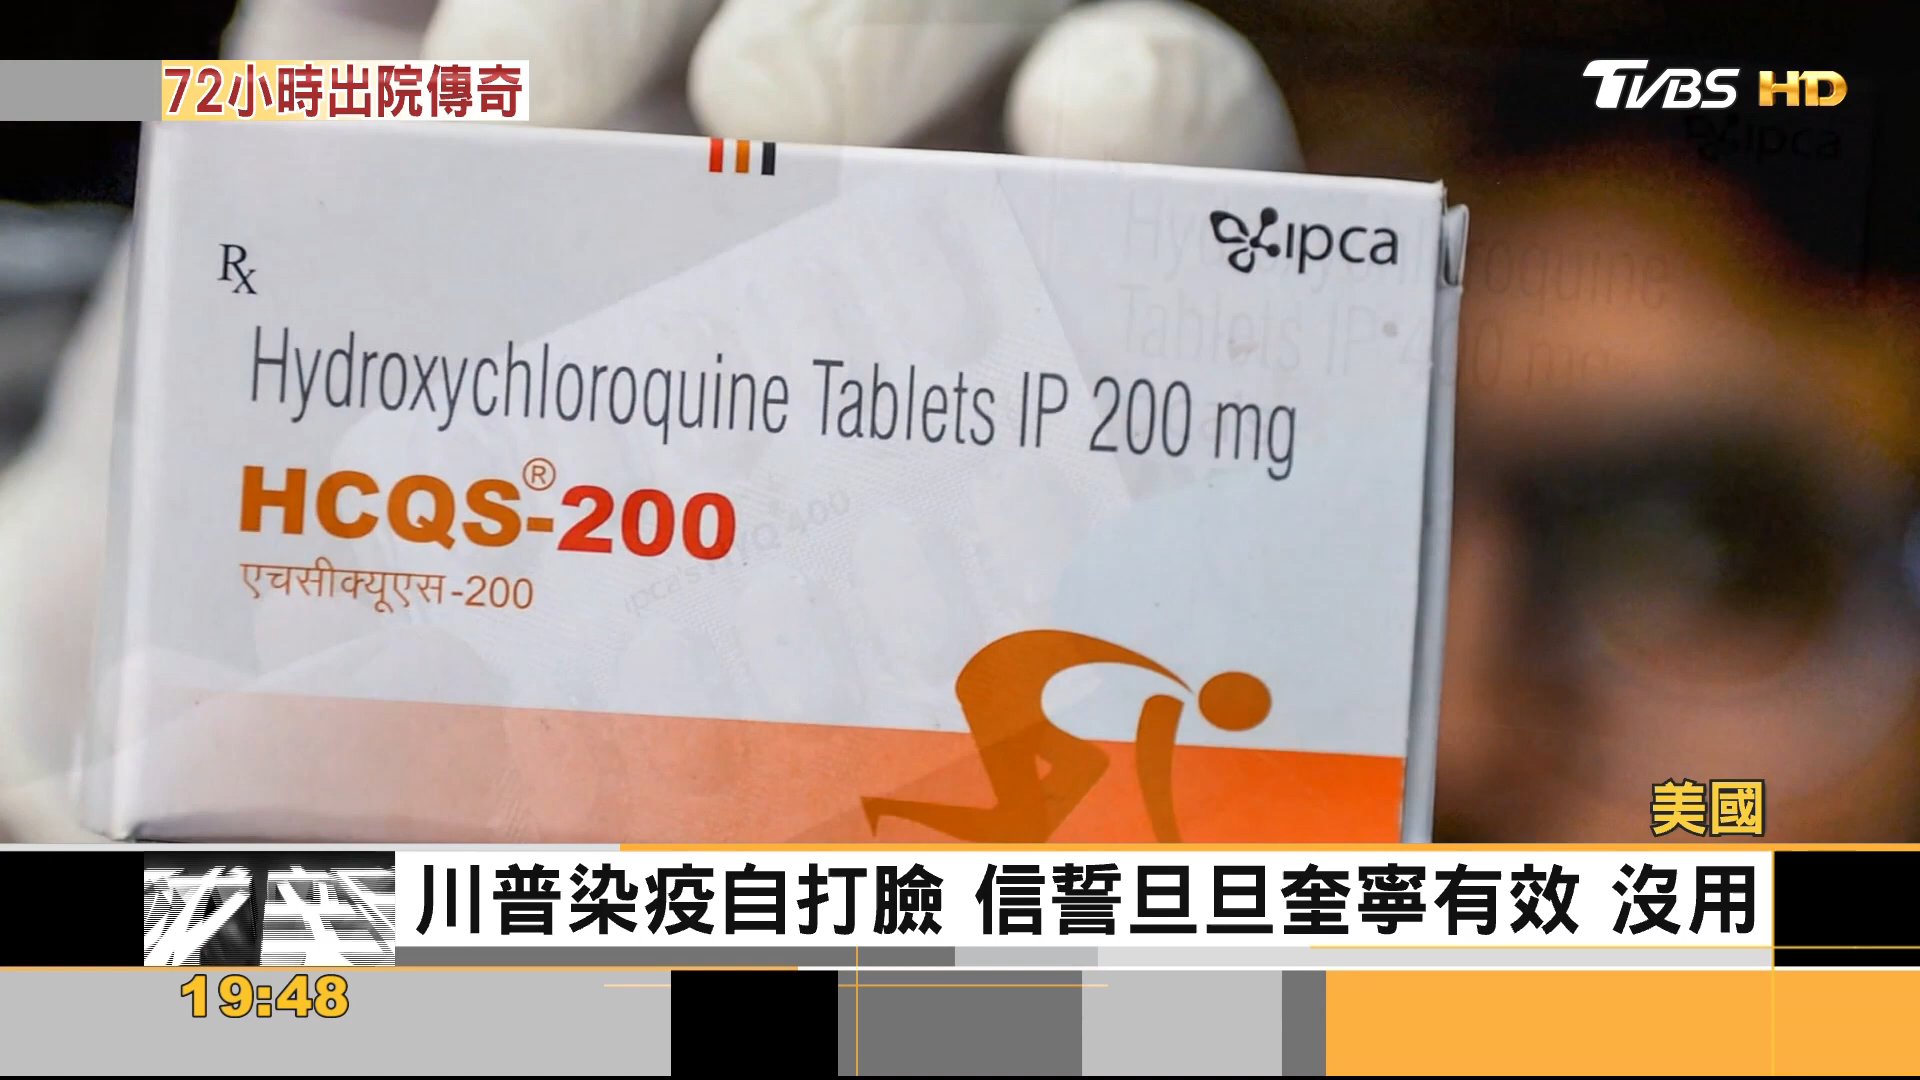 72小時出院傳奇
TVBS HD
ipca
Rx
Hydroxychloroquine Tablets IP 200 mg
HCQS®-200
एचसीक्यूएस-200
美國
川普染疫自打臉 信誓旦旦奎寧有效 沒用
19:48